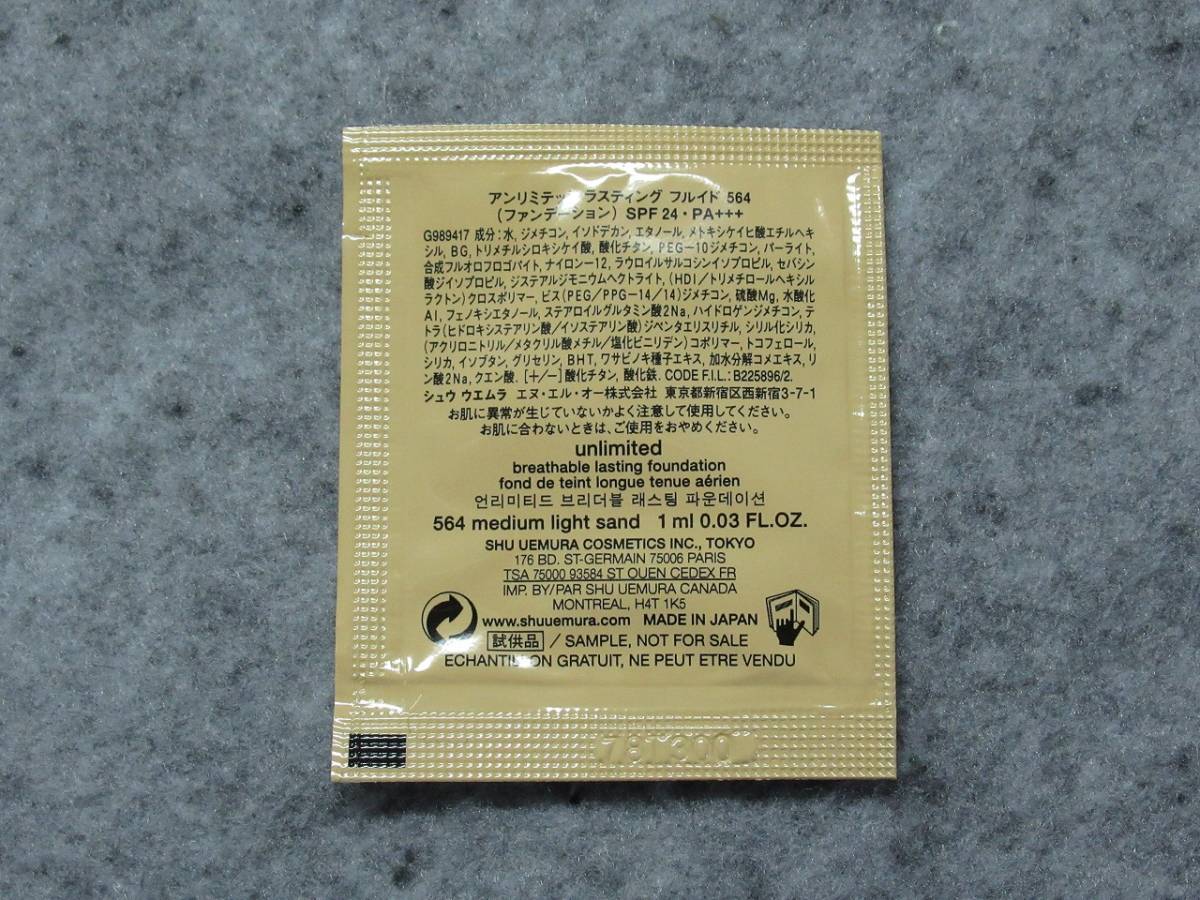 アンリミテッド ラスティング フルイド 564
(ファンデーション) SPF 24・PA+++
G989417 成分:水, ジメチコン, イソドデカン, エタノール, メトキシケイヒ酸エチルヘキ
シル, BG, トリメチルシロキシケイ酸, 酸化チタン, PEG−10ジメチコン, パーライト,
合成フルオロフロゴパイト, ナイロン−12, ラウロイルサルコシンイソプロピル, セバシン
酸ジイソプロピル, ジステアルジモニウムヘクトライト, (HDI/トリメチロールヘキシル
ラクトン)クロスポリマー, ビス(PEG/PPG−14/14)ジメチコン, 硫酸Mg, 水酸化
Al, フェノキシエタノール, ステアロイルグルタミン酸2Na, ハイドロゲンジメチコン, テ
トラ(ヒドロキシステアリン酸/イソステアリン酸)ジペンタエリスリチル, シリル化シリカ,
(アクリロニトリル/メタクリル酸メチル/塩化ビニリデン)コポリマー, トコフェロール,
シリカ, イソブタン, グリセリン, BHT, ワサビノキ種子エキス, 加水分解コメエキス, リ
ン酸2Na, クエン酸. [+/−]酸化チタン, 酸化鉄. CODE F.I.L.: B225896/2.
シュウ ウエムラ エヌ・エル・オー株式会社 東京都新宿区西新宿3-7-1
お肌に異常が生じていないかよく注意して使用してください。
お肌に合わないときは、ご使用をおやめください。
unlimited
breathable lasting foundation
fond de teint longue tenue aérien
언리미티드 브리더블 래스팅 파운데이션
564 medium light sand 1 ml 0.03 FL.OZ.
SHU UEMURA COSMETICS INC., TOKYO
176 BD. ST-GERMAIN 75006 PARIS
TSA 75000 93584 ST OUEN CEDEX FR
IMP. BY/PAR SHU UEMURA CANADA
MONTREAL, H4T 1K5
www.shuuemura.com MADE IN JAPAN
試供品 / SAMPLE, NOT FOR SALE
ECHANTILLON GRATUIT, NE PEUT ETRE VENDU